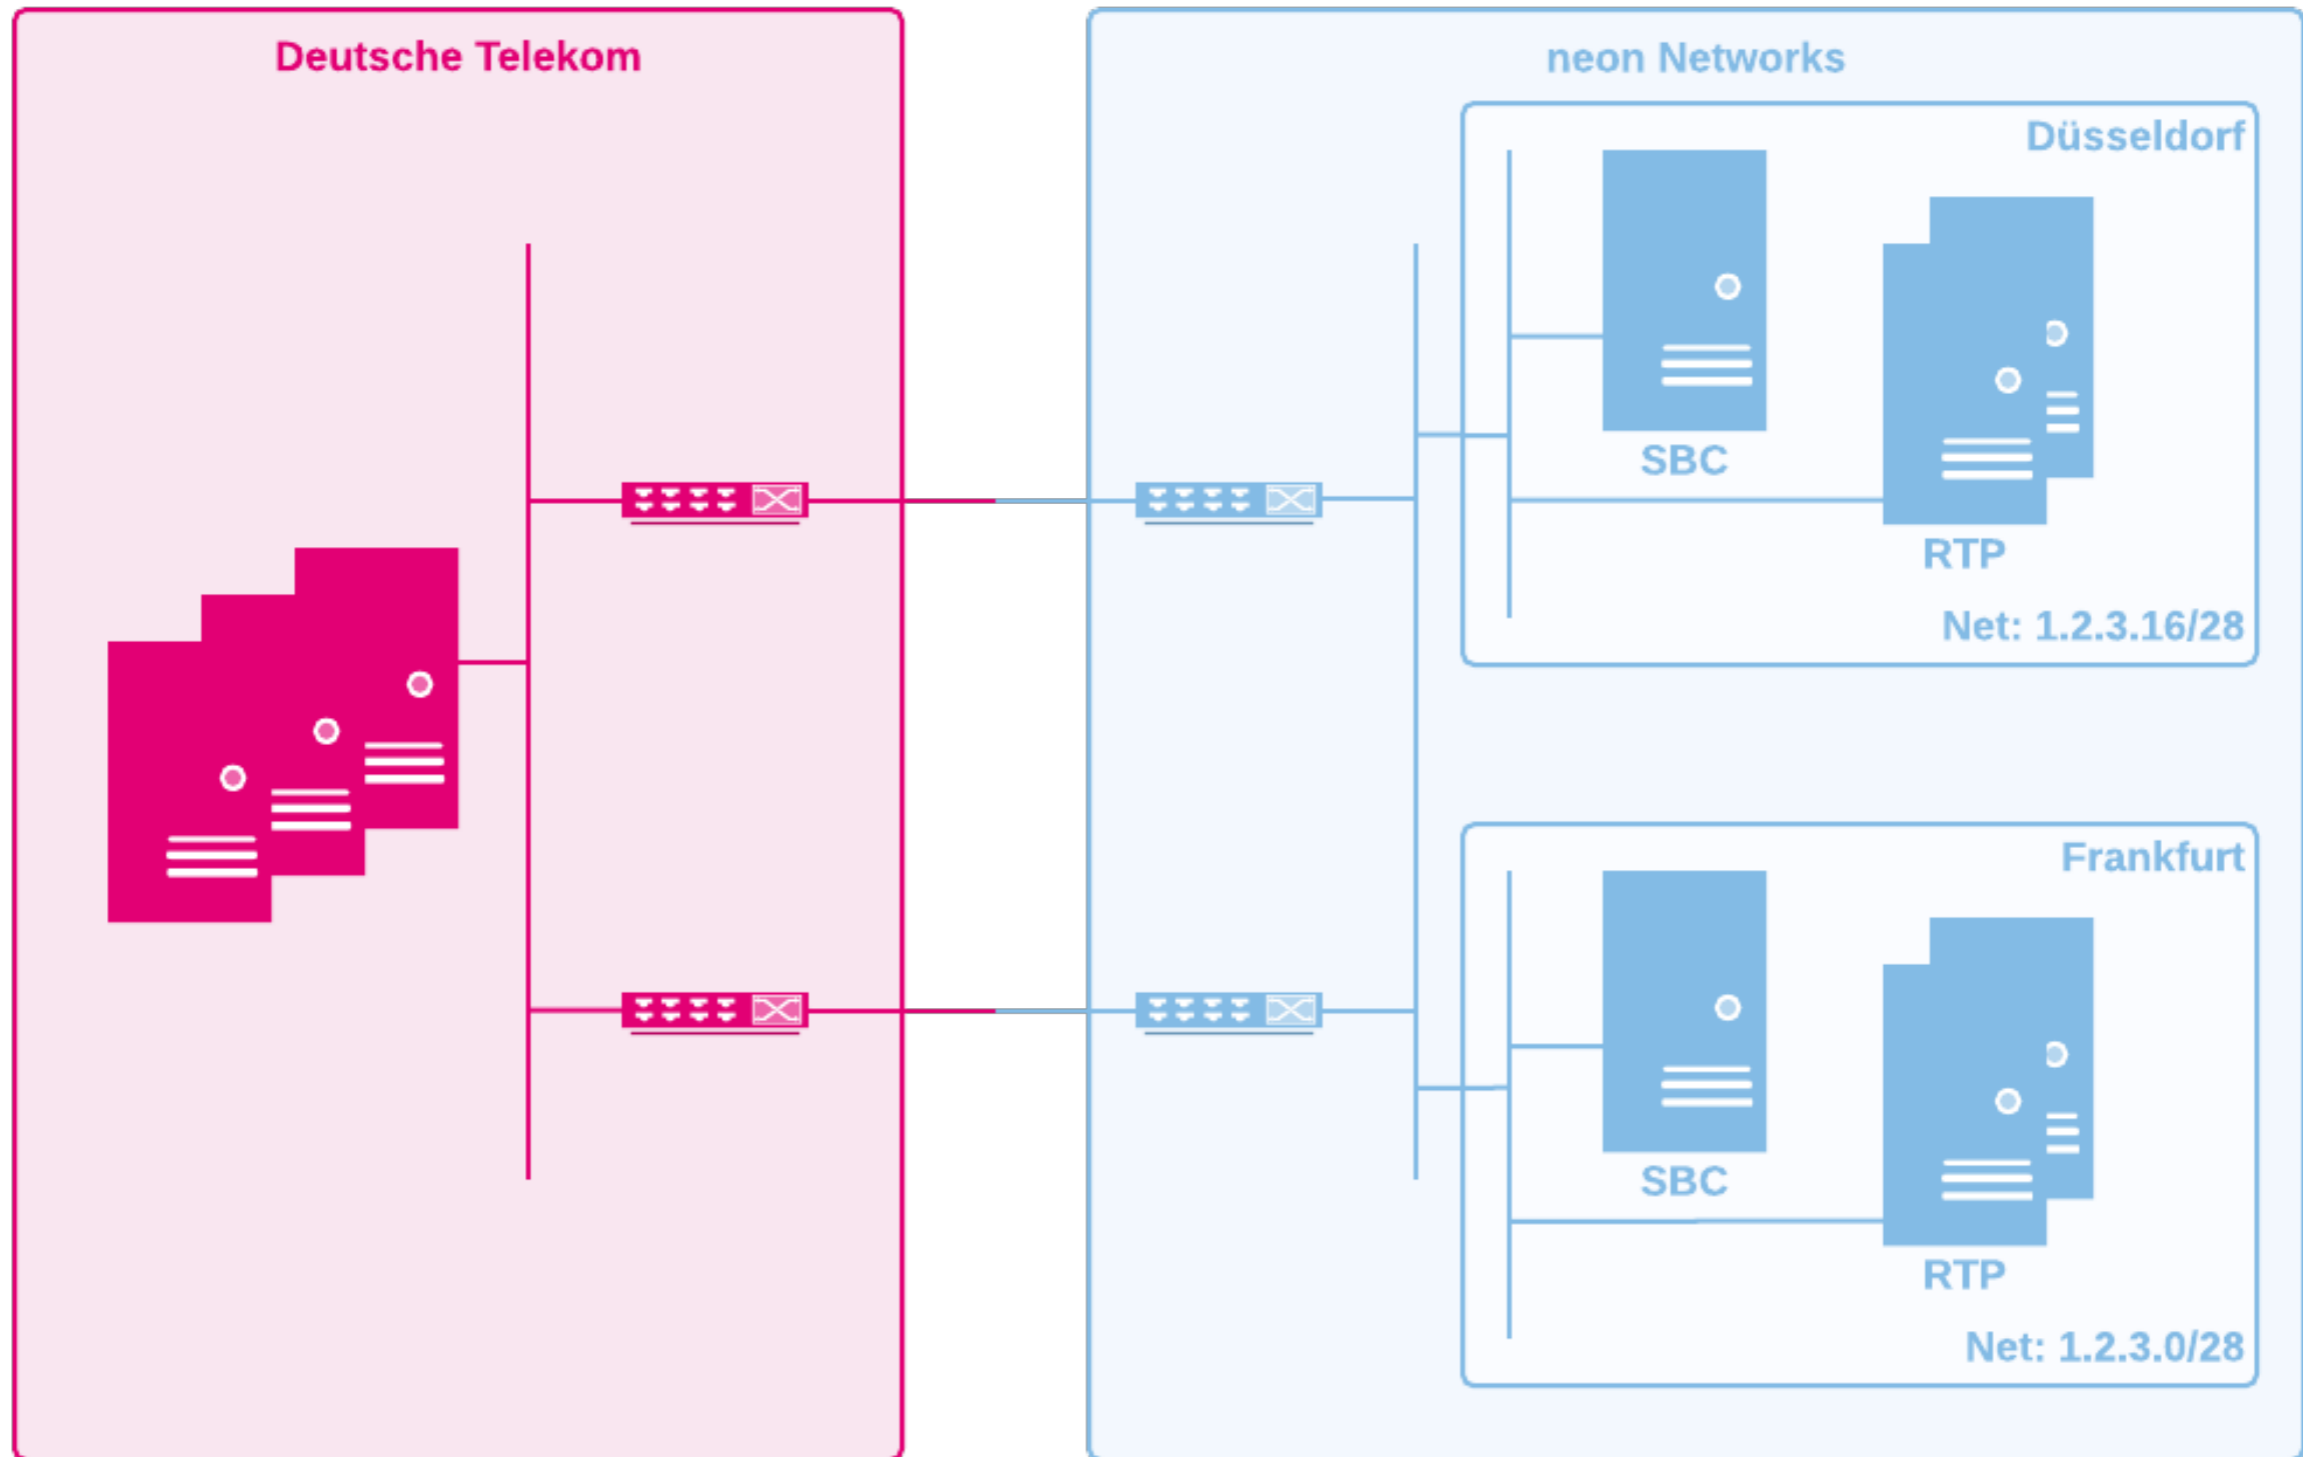 Deutsche Telekom
neon Networks
Düsseldorf
SBC
RTP
Net: 1.2.3.16/28
Frankfurt
SBC
RTP
Net: 1.2.3.0/28